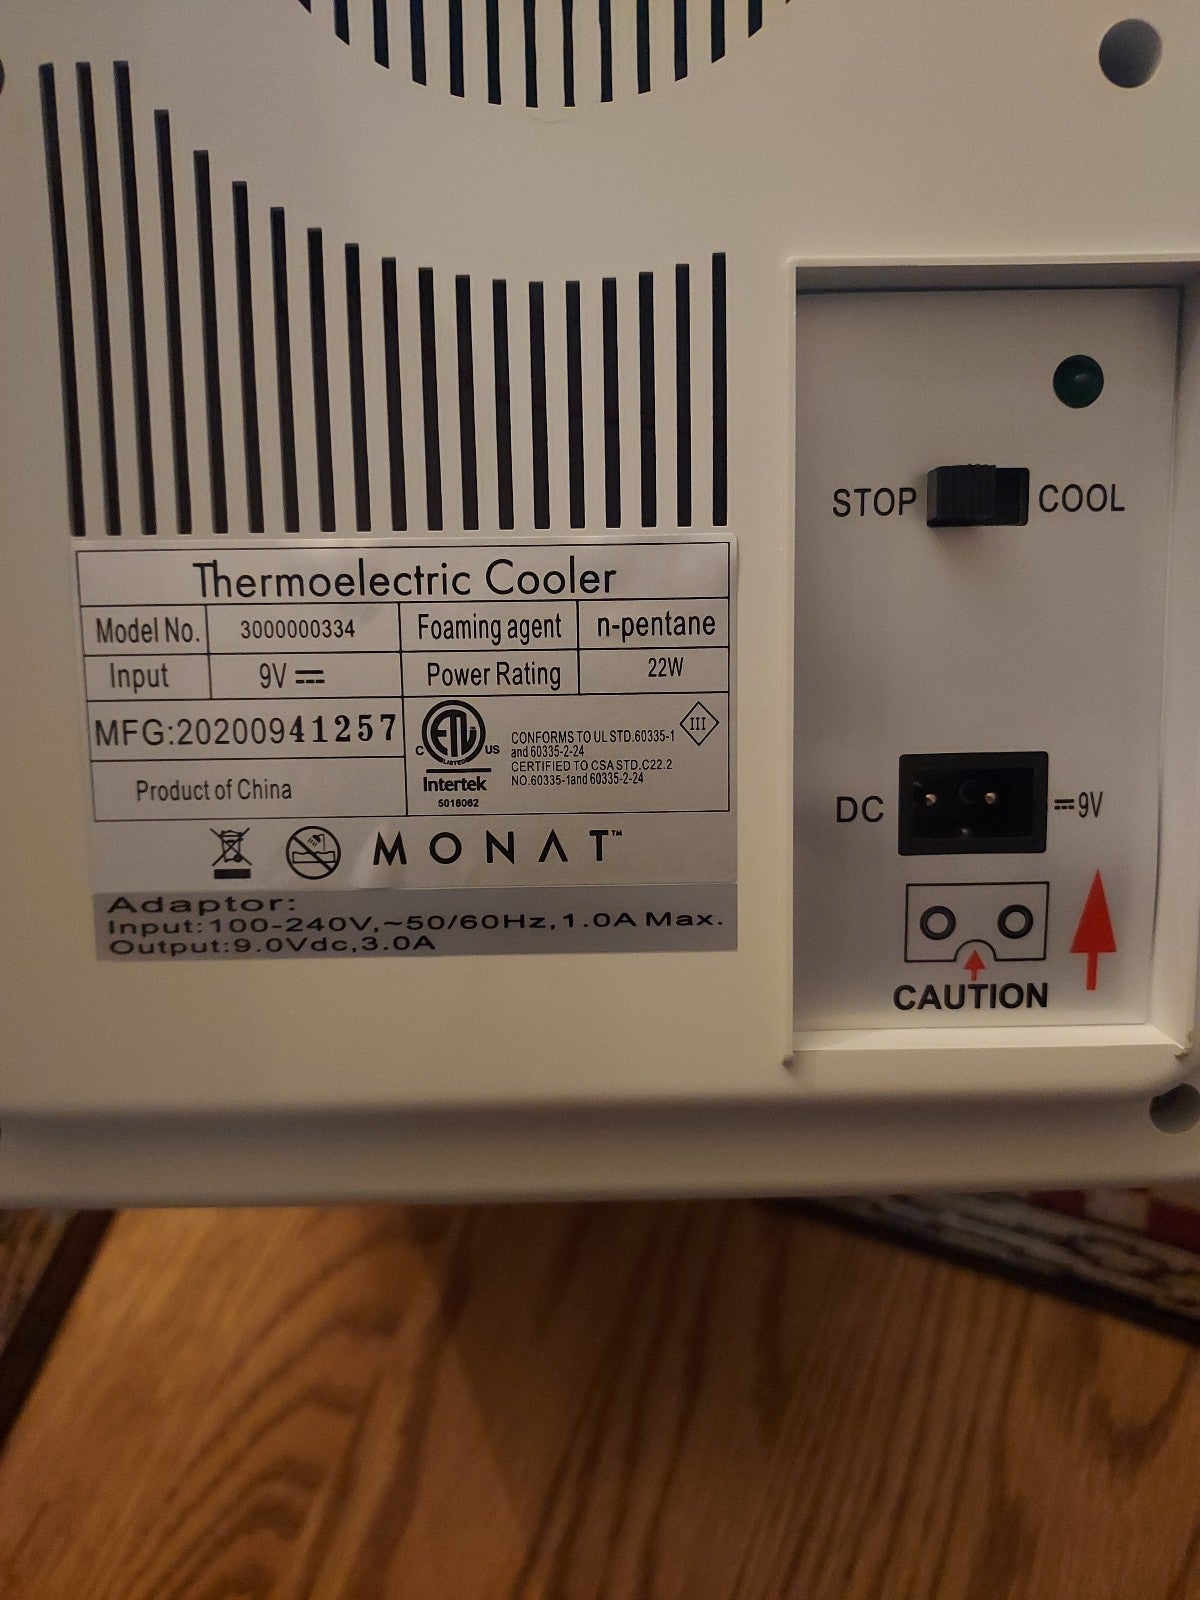 Thermoelectric Cooler
Model No. 3000000334 Foaming agent n-pentane
Input 9V ⎓ Power Rating 22W
MFG:20200941257
Product of China
C ETL US
LISTED
Intertek
5018062
CONFORMS TO UL STD.60335-1
and 60335-2-24
CERTIFIED TO CSA STD.C22.2
NO.60335-1and 60335-2-24
III
MONAT™
Adaptor:
Input:100-240V,~50/60Hz,1.0A Max.
Output:9.0Vdc,3.0A
STOP COOL
DC ⎓9V
CAUTION